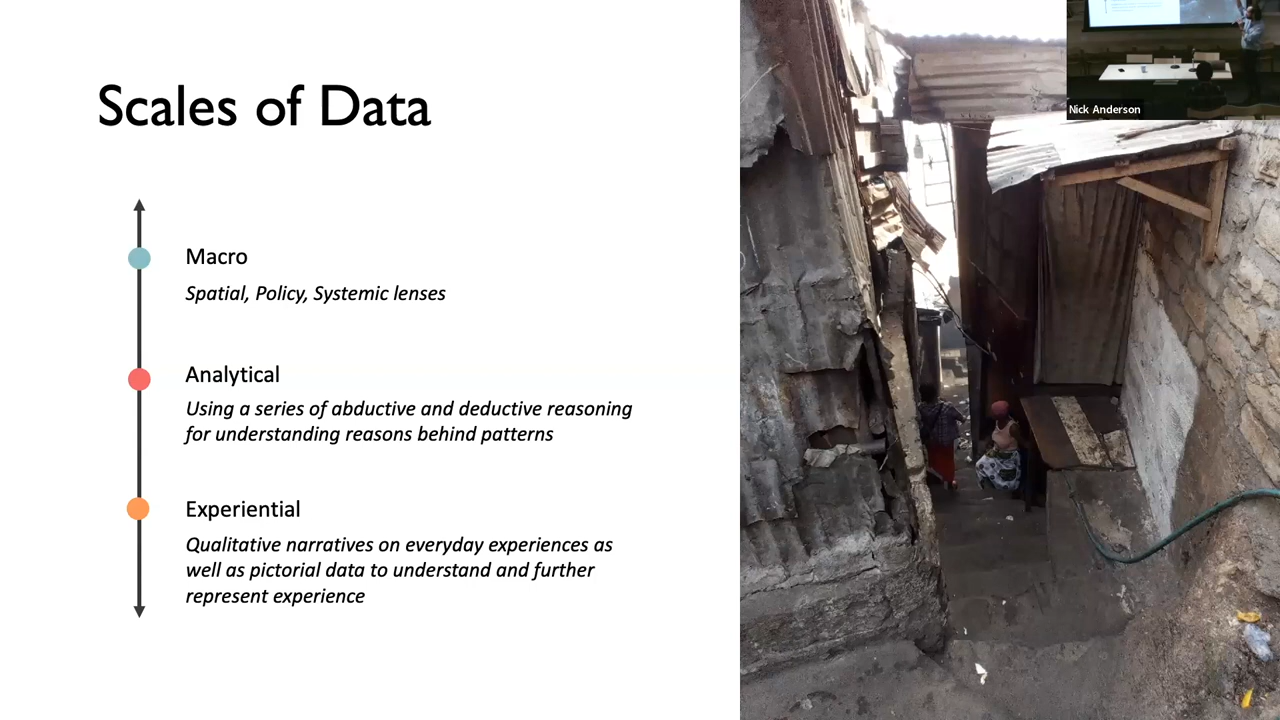 Scales of Data
Macro
Spatial, Policy, Systemic lenses
Analytical
Using a series of abductive and deductive reasoning
for understanding reasons behind patterns
Experiential
Qualitative narratives on everyday experiences as
well as pictorial data to understand and further
represent experience
Nick Anderson